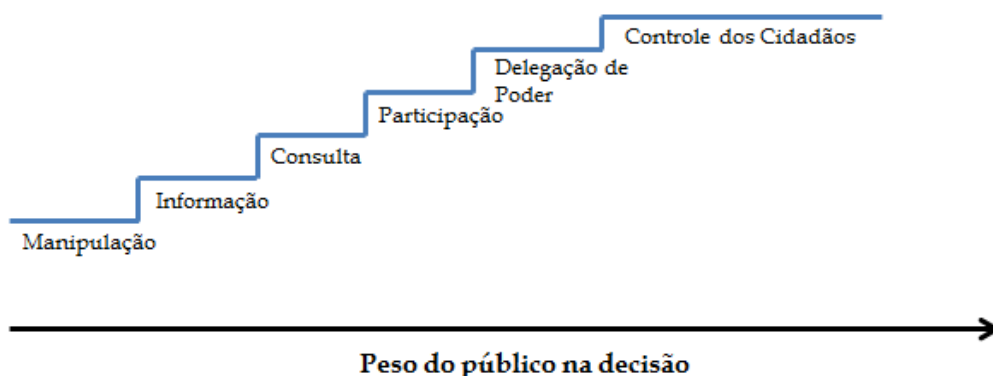 Controle dos Cidadãos
Delegação de
Poder
Participação
Consulta
Informação
Manipulação
Peso do público na decisão